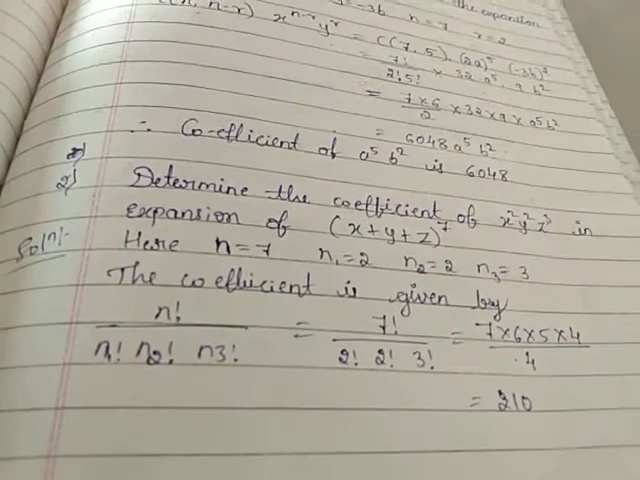 the expansion
= -3b n = 7 r = 2
n-r) x^{n-r} y^r = C(7,5) . (2a)^5 (-3b)^2
= 7!/2!5! × 32 a^5 . 9 b^2
= 7×6/2 × 32×9 × a^5 b^2
= 6048 a^5 b^2.
∴ Co-efficient of a^5 b^2 is 6048
2) Determine the coefficient of x^2 y^2 z^3 in
expansion of (x+y+z)^7
Soln:- Here n = 7 n1 = 2 n2 = 2 n3 = 3
The coefficient is given by
n!/n1! n2! n3! = 7!/2! 2! 3! = 7×6×5×4/.4
= 210